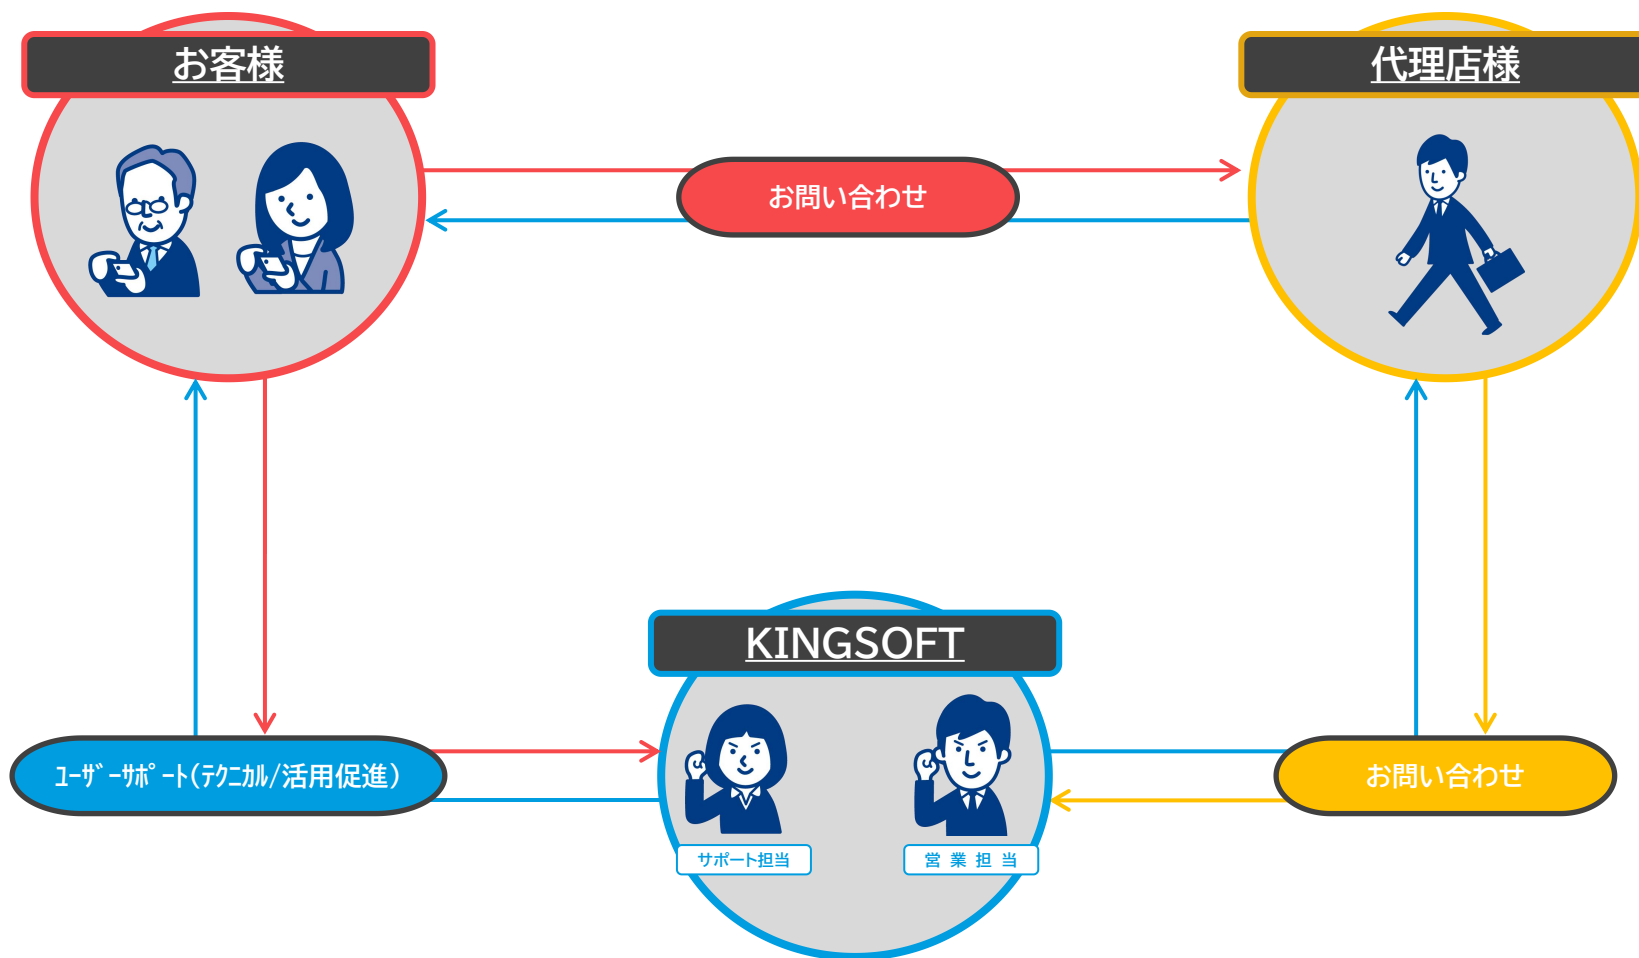 お客様
代理店様
お問い合わせ
KINGSOFT
ﾕｰｻﾞｰｻﾎﾟｰﾄ(ﾃｸﾆｶﾙ/活用促進)
お問い合わせ
サポート担当
営 業 担 当